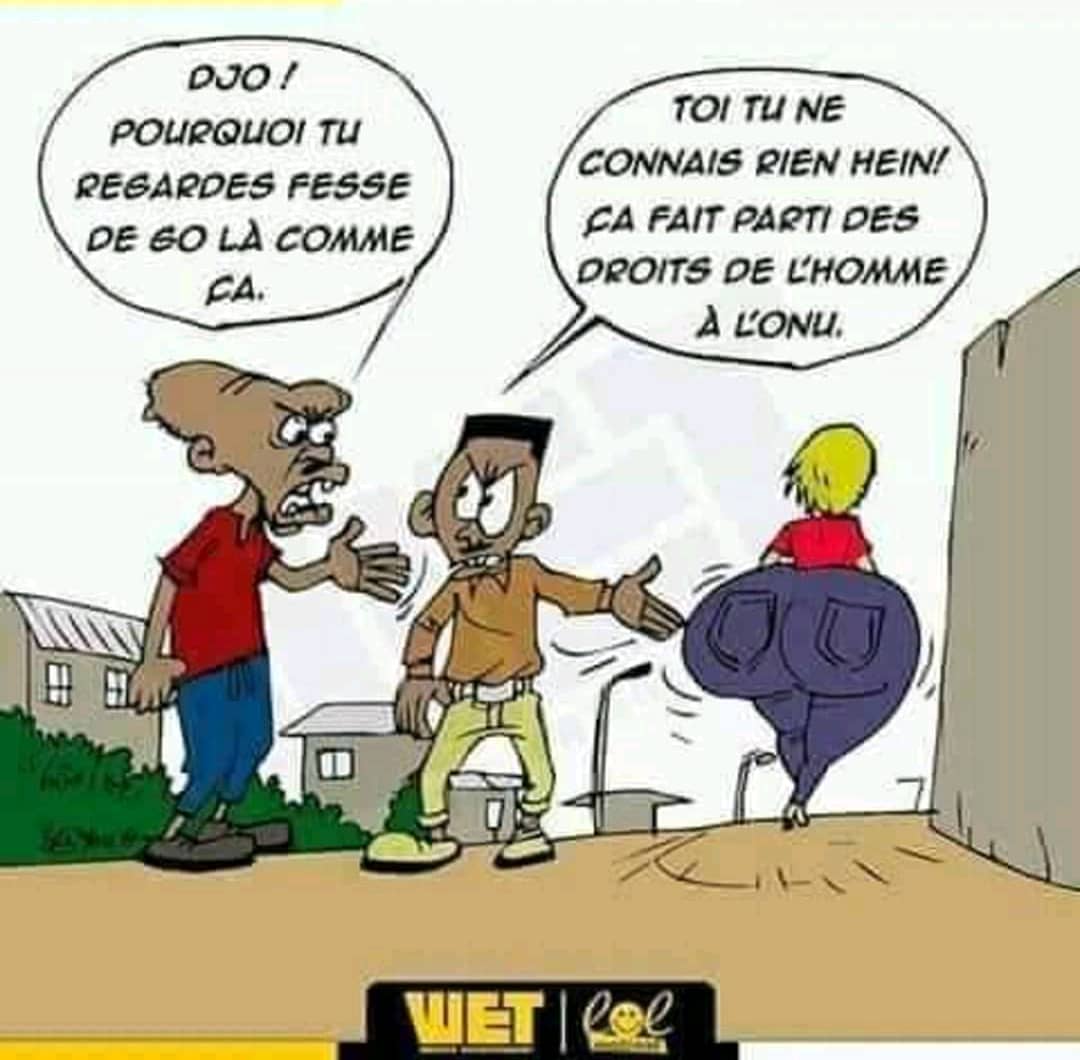 DJO !
POURQUOI TU
REGARDES FESSE
DE GO LÀ COMME
ÇA.
TOI TU NE
CONNAIS RIEN HEIN!
ÇA FAIT PARTI DES
DROITS DE L'HOMME
À L'ONU.
WET | lol